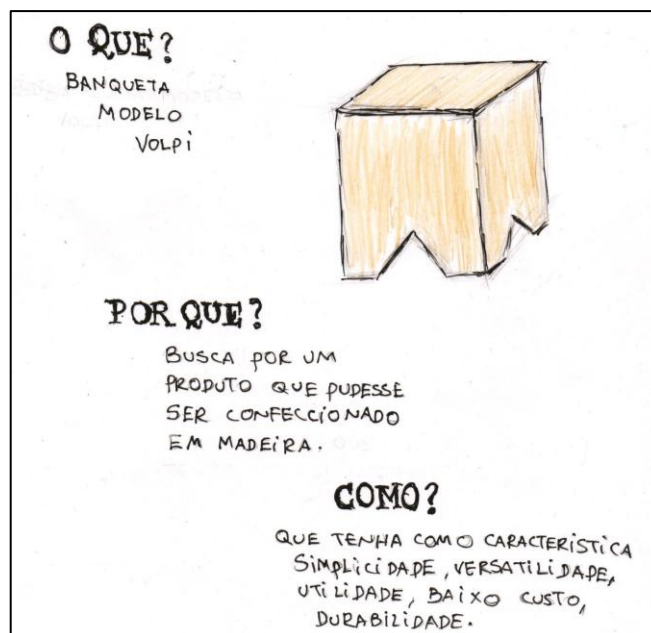 O QUE?
BANQUETA
MODELO
VOLPi
POR QUE?
BUSCA POR UM
PRODUTO QUE PUDESSE
SER CONFECCIONADO
EM MADEiRA.
COMO?
QUE TENHA COMO CARACTERÍSTICA
SiMPLiCiDADE, VERSATiLiDADE,
UTiLiDADE, BAiXO CUSTO,
DURABiLiDADE.